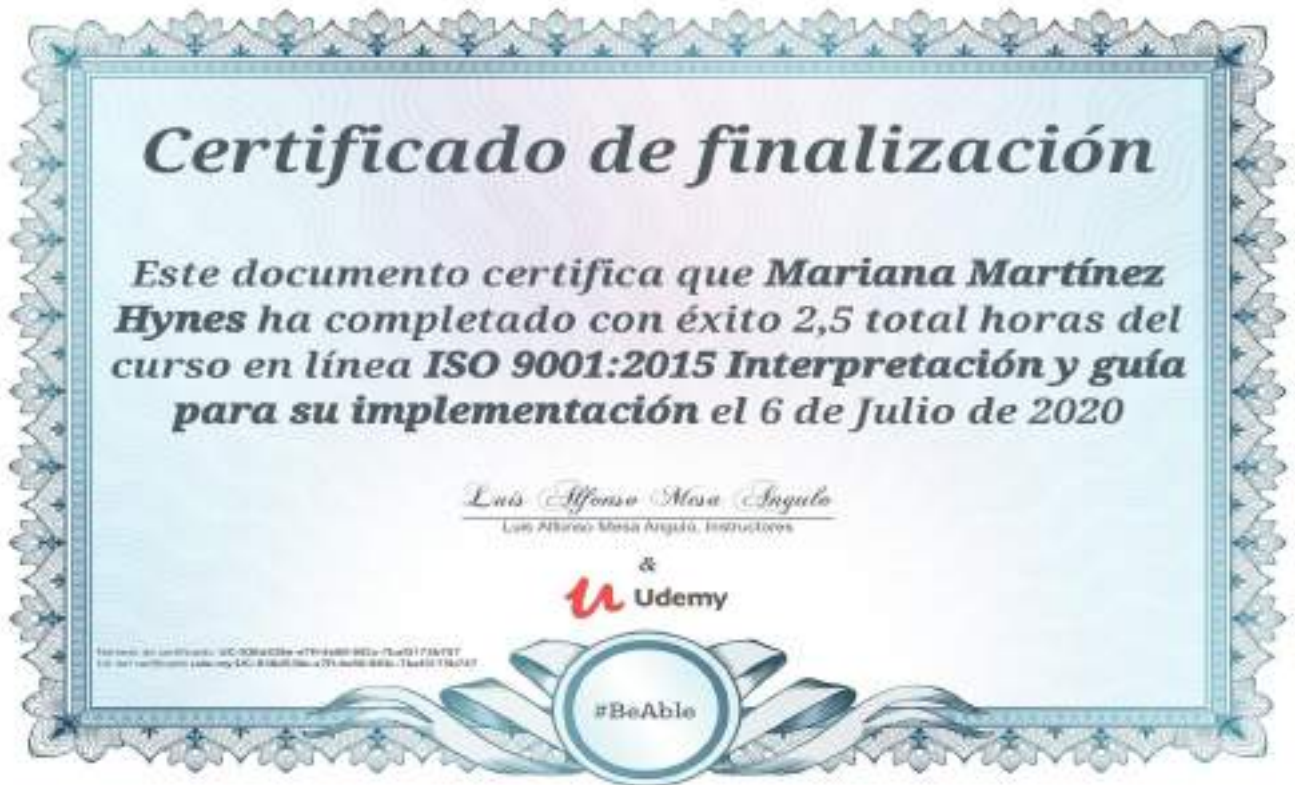 Certificado de finalización
Este documento certifica que Mariana Martínez
Hynes ha completado con éxito 2,5 total horas del
curso en línea ISO 9001:2015 Interpretación y guía
para su implementación el 6 de Julio de 2020
Luis Alfonso Mesa Angulo
Luis Alfonso Mesa Angulo, Instructores
&
Udemy
#BeAble